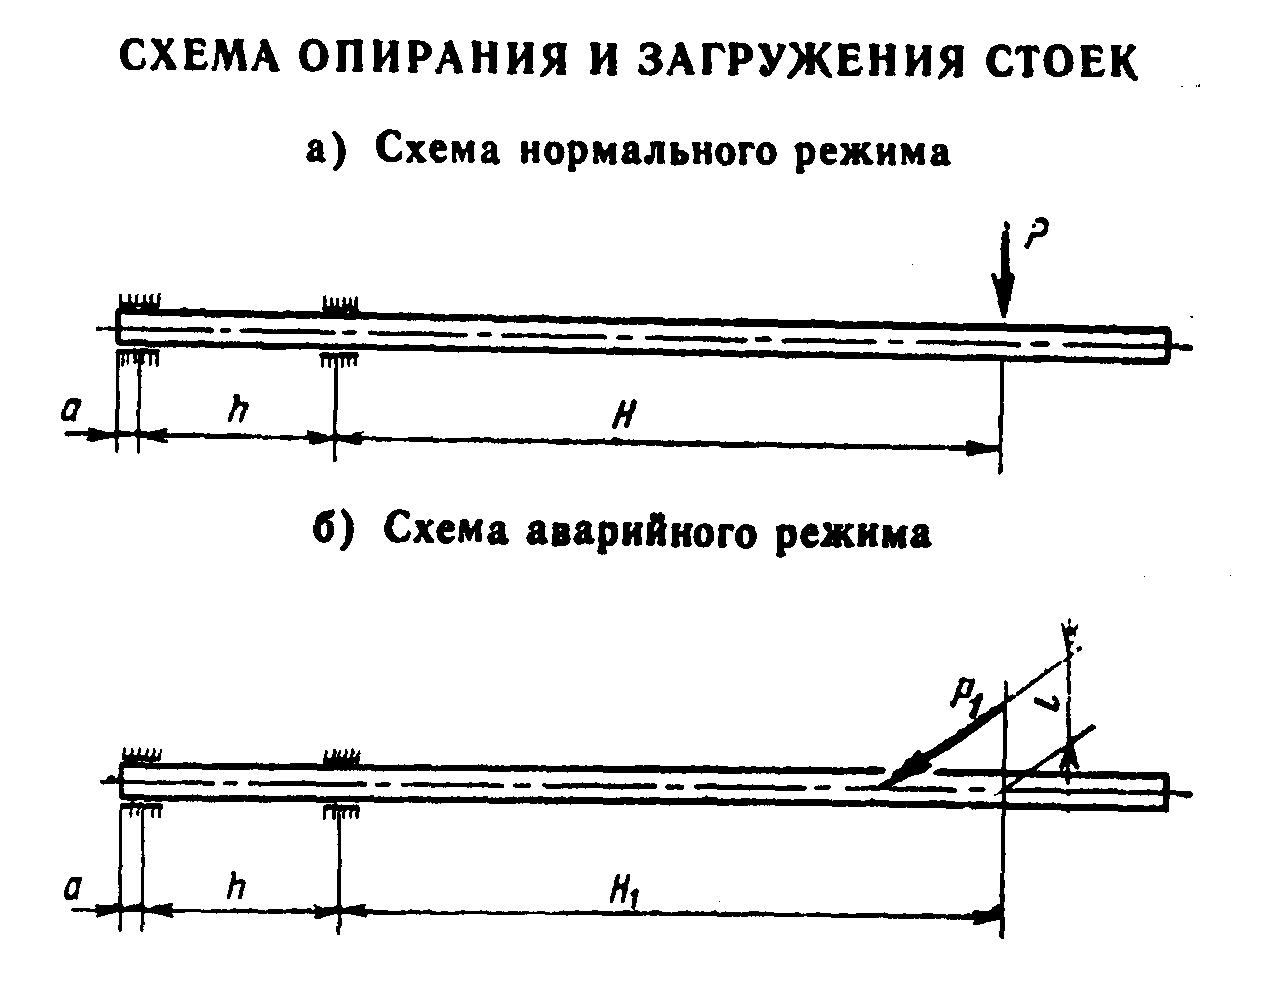 СХЕМА ОПИРАНИЯ И ЗАГРУЖЕНИЯ СТОЕК
а) Схема нормального режима
P
a h H
б) Схема аварийного режима
P₁ l
a h H₁